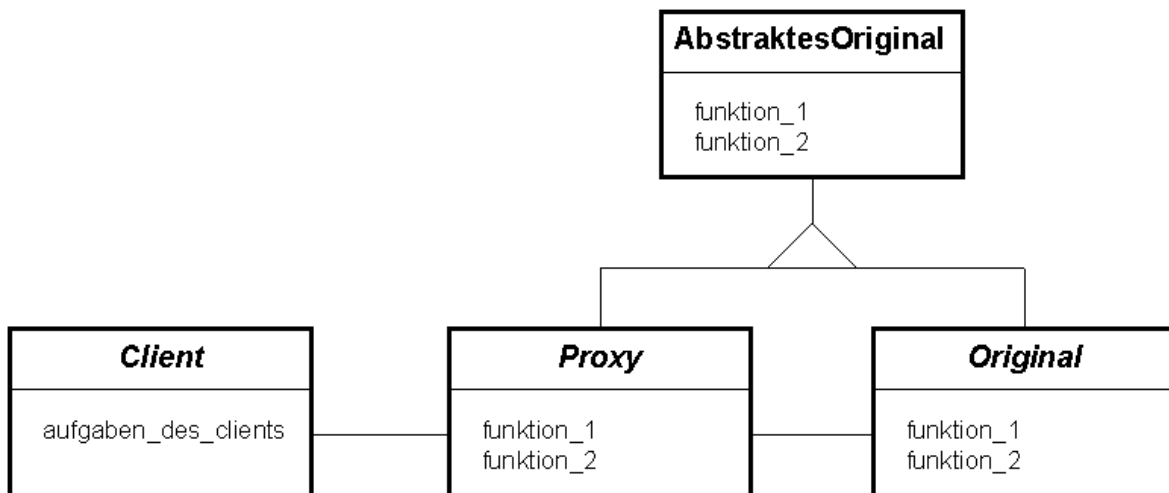 AbstraktesOriginal
funktion_1
funktion_2
Client
aufgaben_des_clients
Proxy
funktion_1
funktion_2
Original
funktion_1
funktion_2